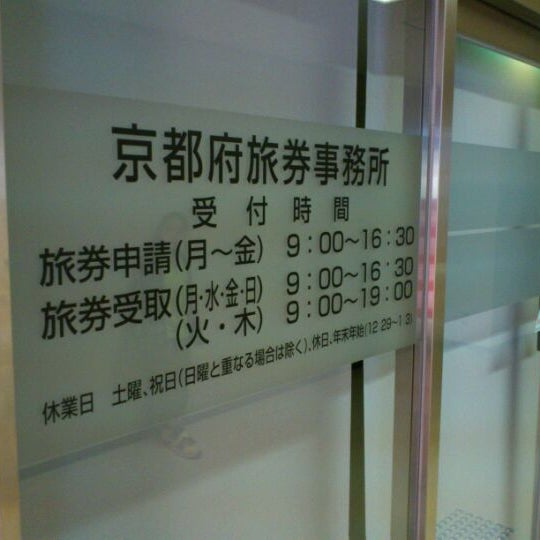 京都府旅券事務所
受付時間
旅券申請(月～金) 9:00～16:30
旅券受取(月・水・金・日) 9:00～16:30
(火・木) 9:00～19:00
休業日 土曜、祝日(日曜と重なる場合は除く)、休日、年末年始(12 29～1 3)